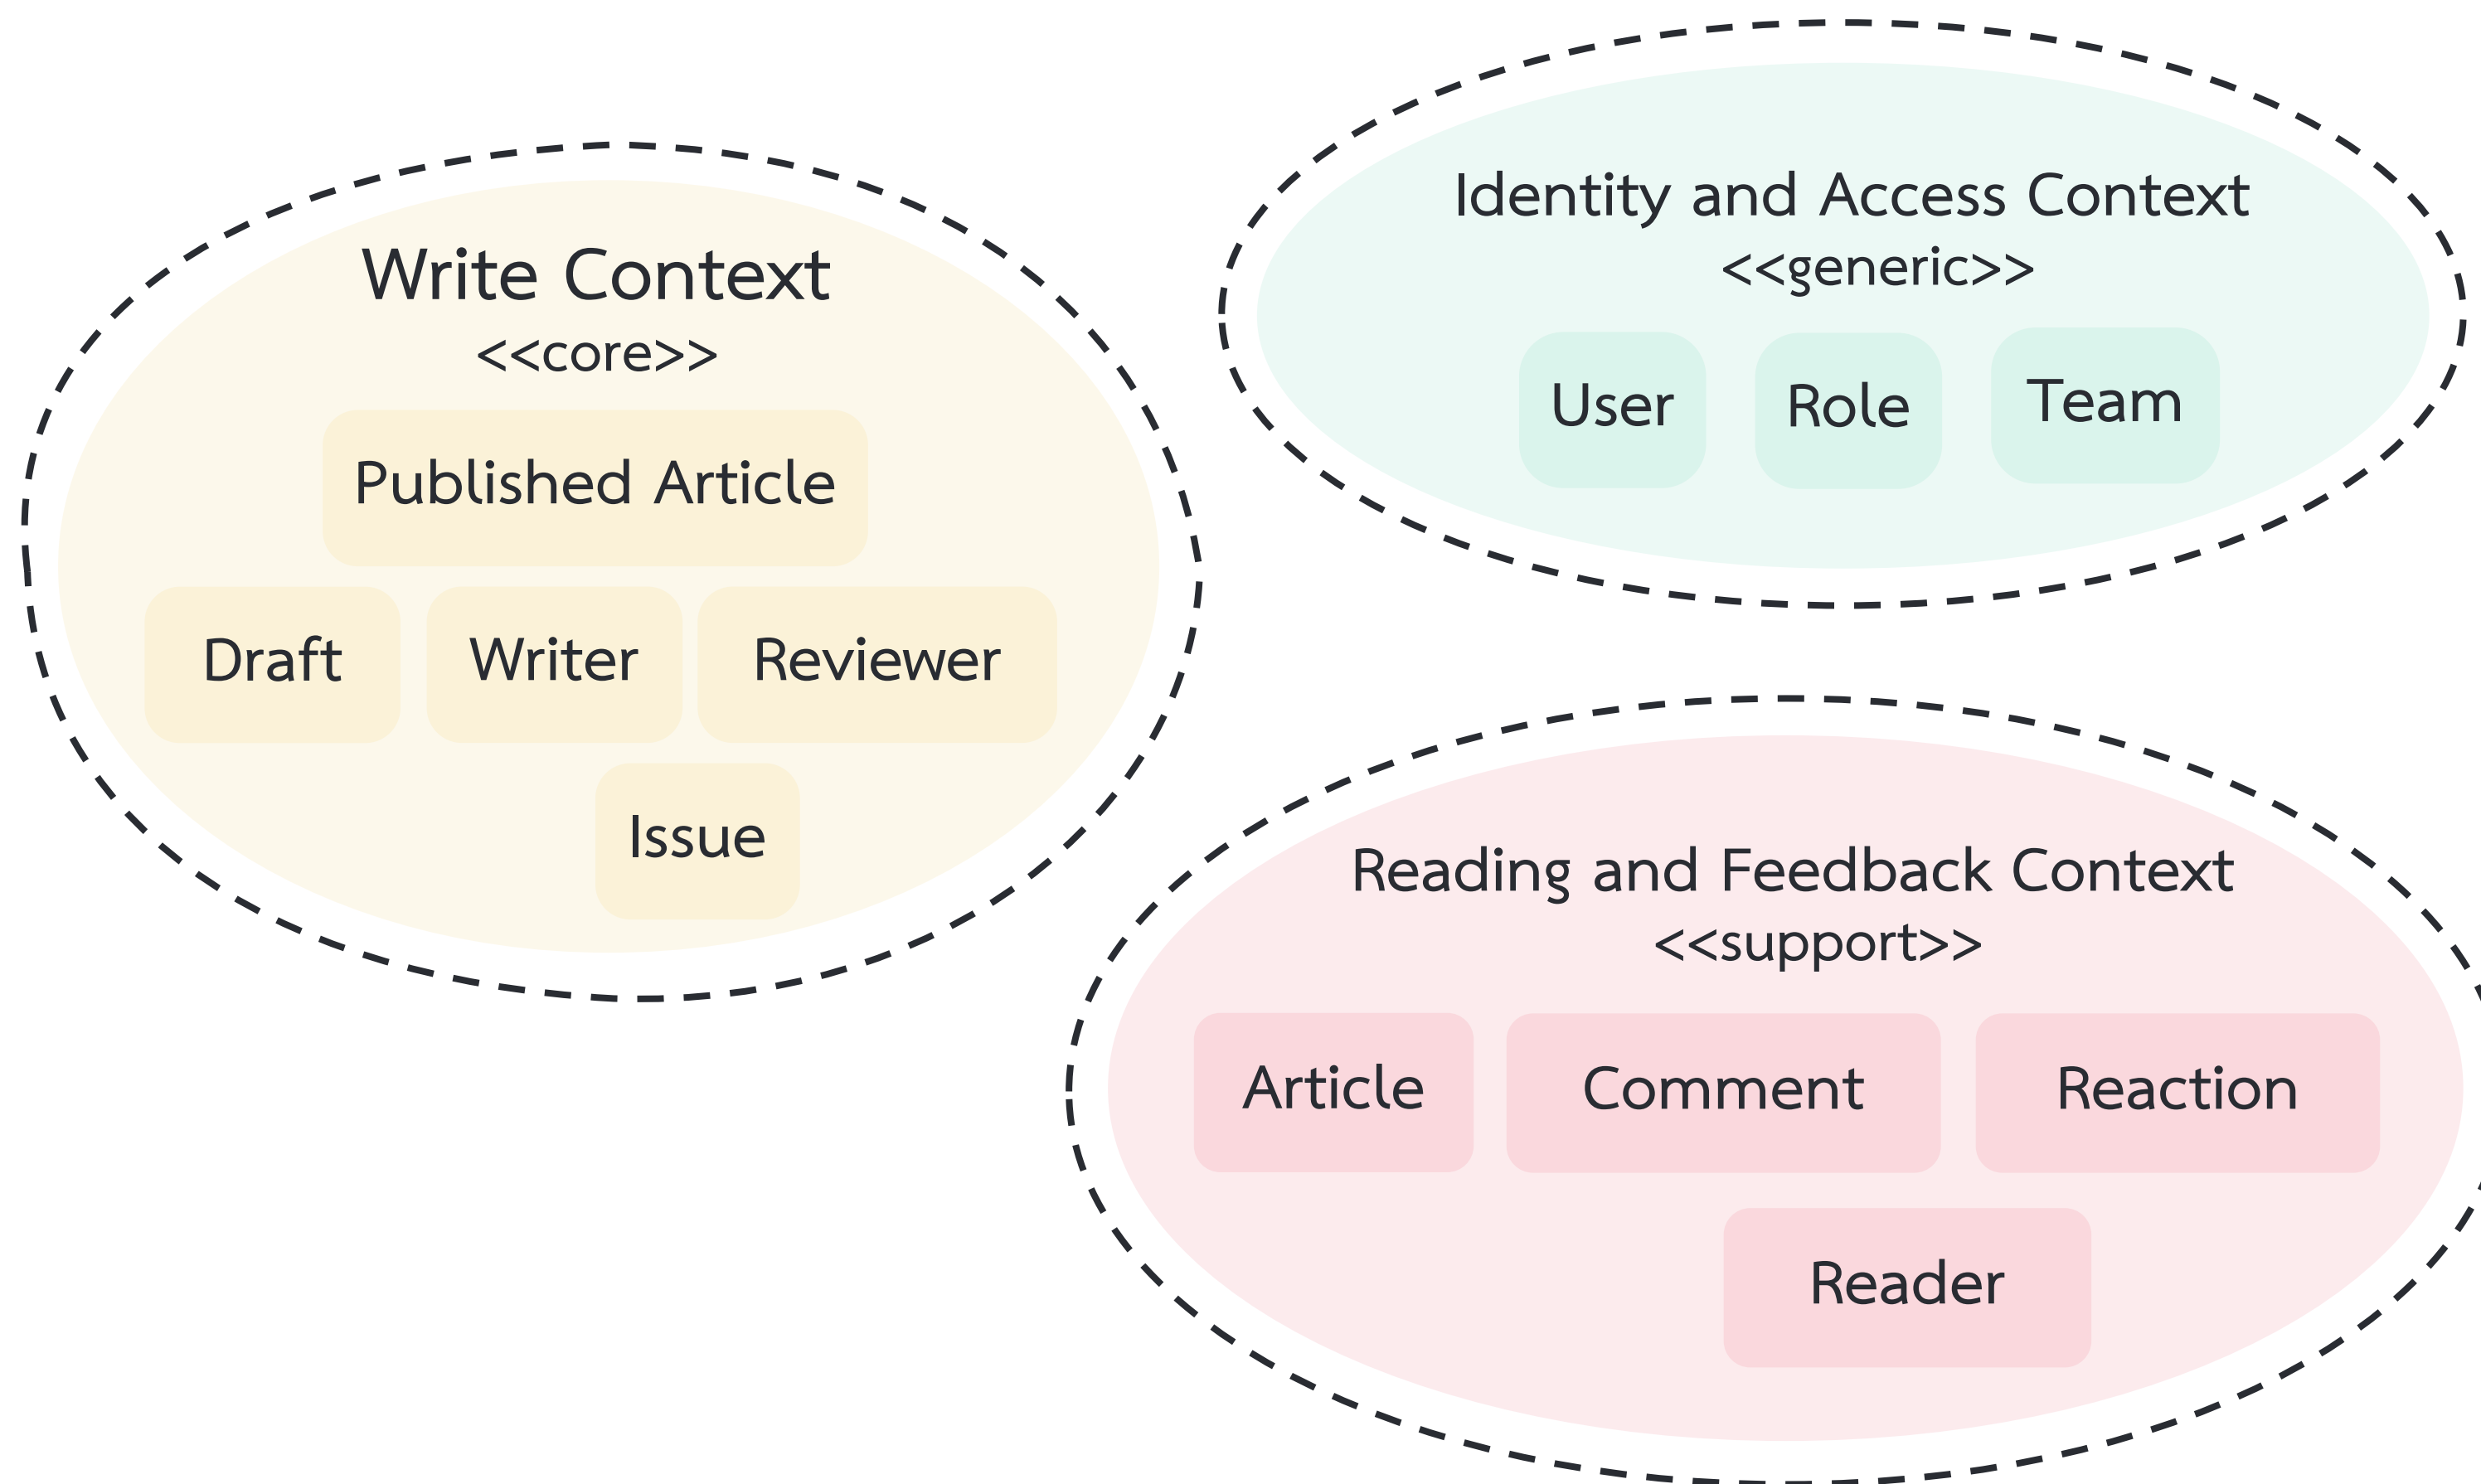 Write Context
<<core>>
Published Article
Draft
Writer
Reviewer
Issue
Identity and Access Context
<<generic>>
User
Role
Team
Reading and Feedback Context
<<support>>
Article
Comment
Reaction
Reader